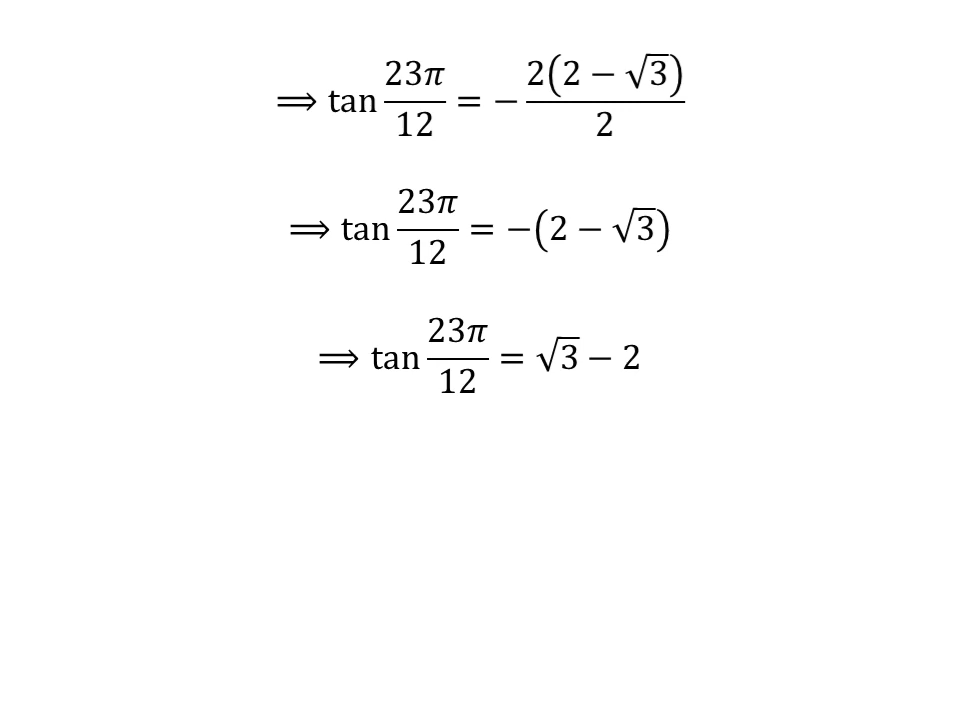 ⟹ tan 23π/12 = − 2(2 − √3)/2
⟹ tan 23π/12 = −(2 − √3)
⟹ tan 23π/12 = √3 − 2